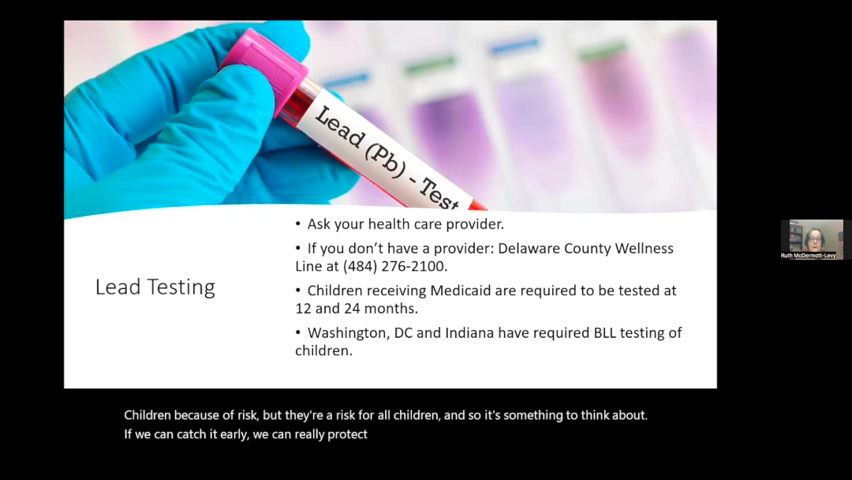 Lead (Pb) - Test
Lead Testing
• Ask your health care provider.
• If you don't have a provider: Delaware County Wellness
Line at (484) 276-2100.
• Children receiving Medicaid are required to be tested at
12 and 24 months.
• Washington, DC and Indiana have required BLL testing of
children.
Ruth McDermott-Levy
Children because of risk, but they're a risk for all children, and so it's something to think about.
If we can catch it early, we can really protect